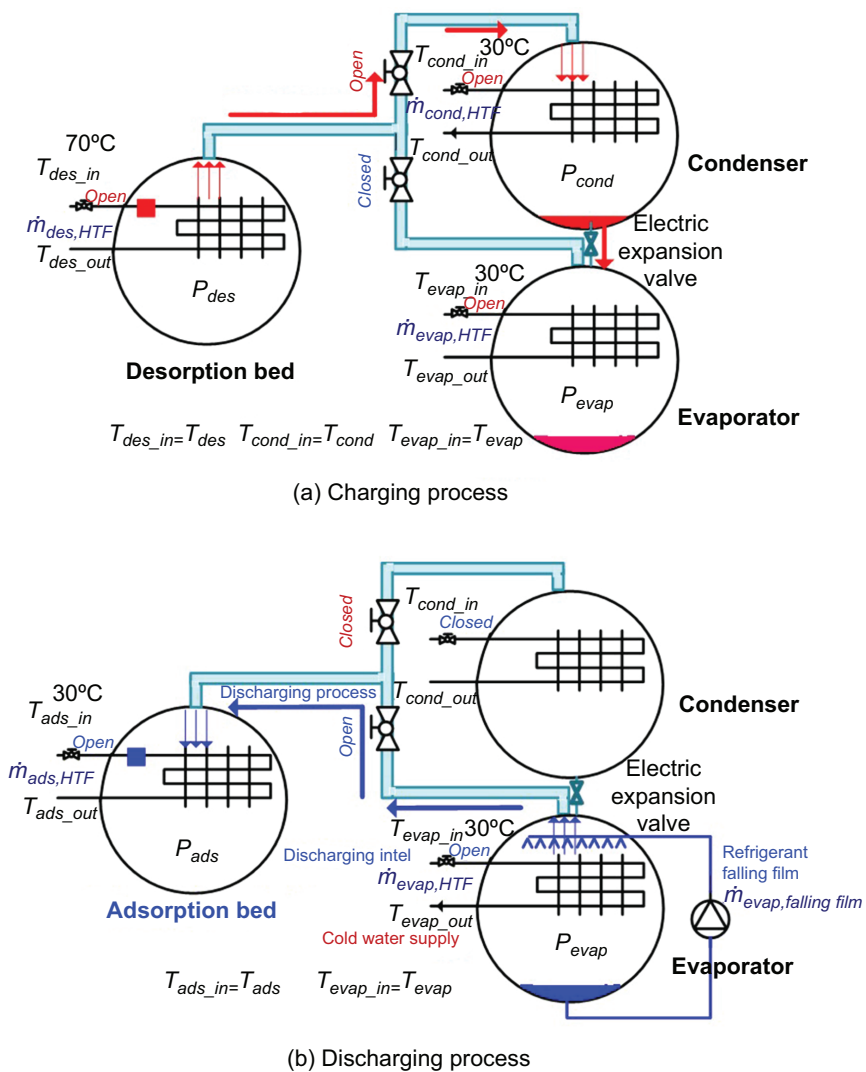 T_cond_in 30ºC
Open
Open
ṁ_cond,HTF
T_cond_out
P_cond
Condenser
70ºC
T_des_in
Open
ṁ_des,HTF
T_des_out
P_des
Desorption bed
Closed
Electric
expansion
valve
T_evap_in 30ºC
Open
ṁ_evap,HTF
T_evap_out
P_evap
Evaporator
T_des_in=T_des T_cond_in=T_cond T_evap_in=T_evap
(a) Charging process
Closed
T_cond_in
Closed
T_cond_out
Condenser
30ºC
T_ads_in
Open
ṁ_ads,HTF
T_ads_out
P_ads
Adsorption bed
Discharging process
Open
Electric
expansion
valve
T_evap_in 30ºC
Discharging intel
Open
ṁ_evap,HTF
T_evap_out
Cold water supply
P_evap
Refrigerant
falling film
ṁ_evap,falling film
Evaporator
T_ads_in=T_ads T_evap_in=T_evap
(b) Discharging process